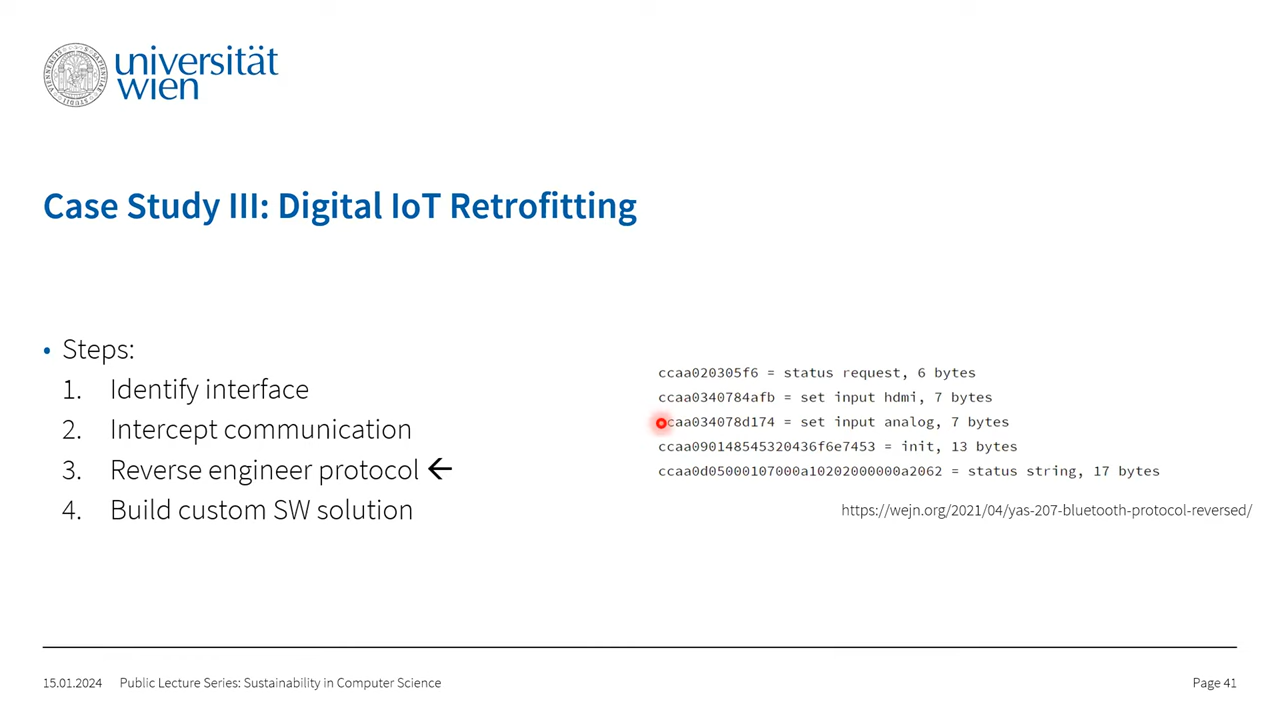 universität
wien
Case Study III: Digital IoT Retrofitting
• Steps:
1. Identify interface
2. Intercept communication
3. Reverse engineer protocol ←
4. Build custom SW solution
ccaa020305f6 = status request, 6 bytes
ccaa0340784afb = set input hdmi, 7 bytes
ccaa034078d174 = set input analog, 7 bytes
ccaa090148545320436f6e7453 = init, 13 bytes
ccaa0d05000107000a10202000000a2062 = status string, 17 bytes
https://wejn.org/2021/04/yas-207-bluetooth-protocol-reversed/
15.01.2024 Public Lecture Series: Sustainability in Computer Science Page 41